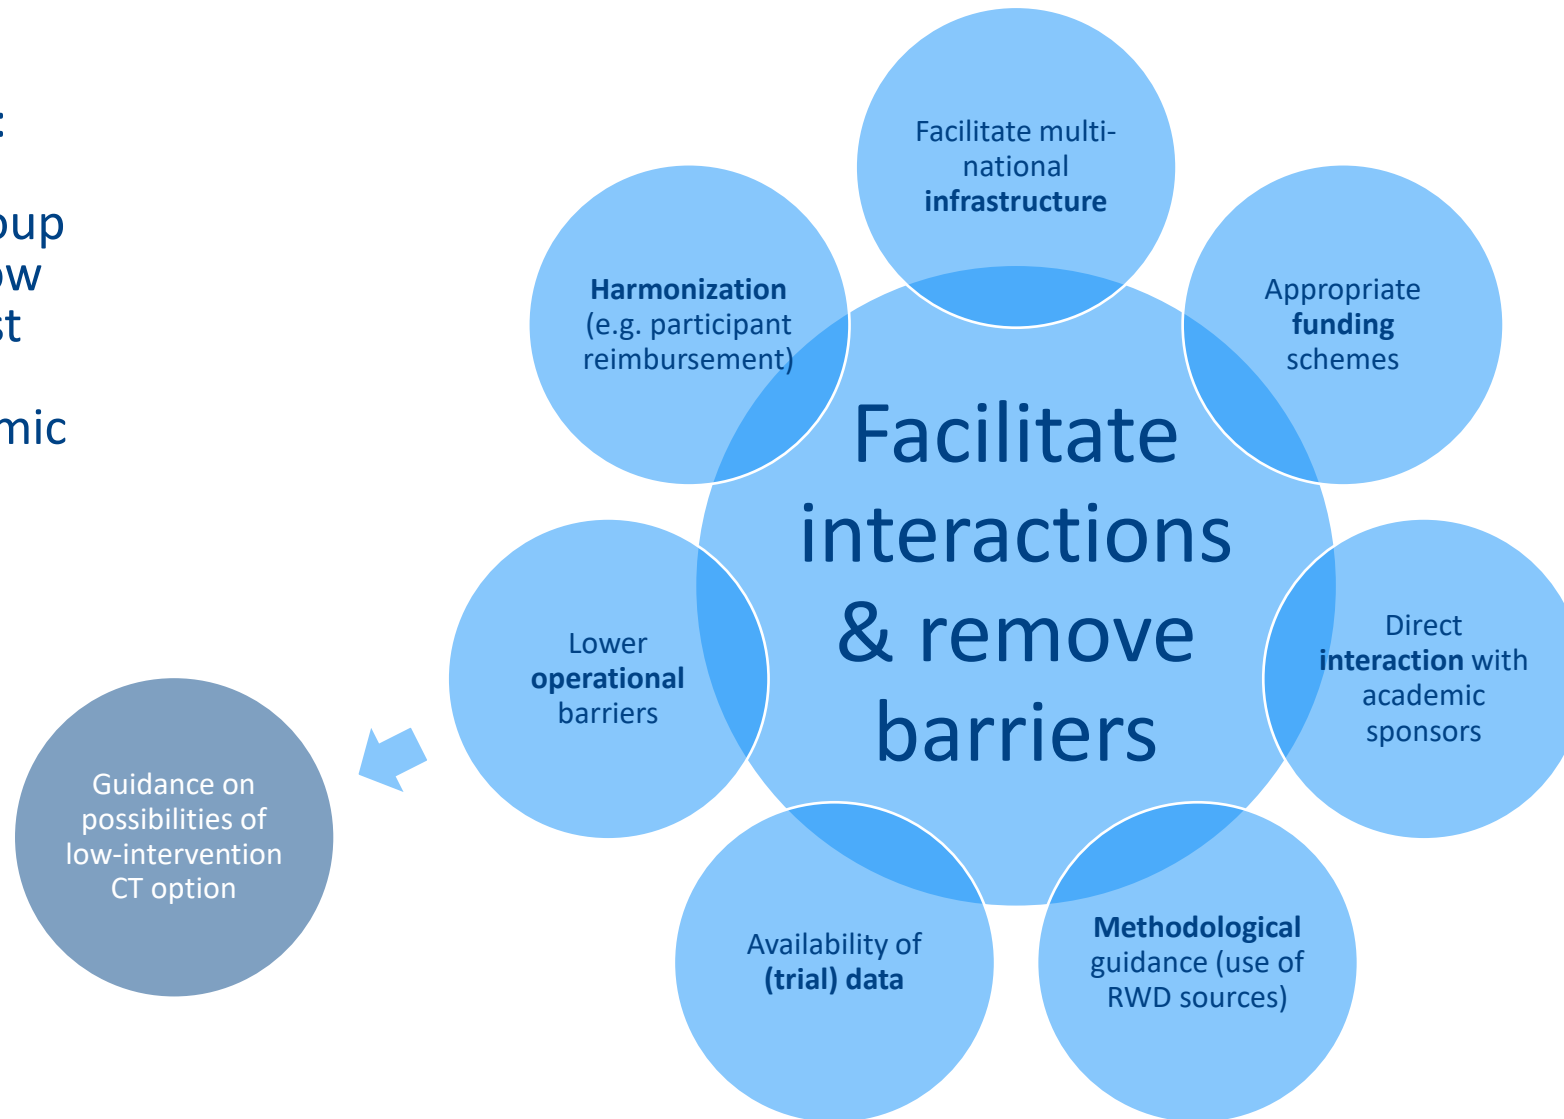 :
oup
ow
st
mic
Facilitate multi-
national
infrastructure
Appropriate
funding
schemes
Direct
interaction with
academic
sponsors
Methodological
guidance (use of
RWD sources)
Availability of
(trial) data
Lower
operational
barriers
Harmonization
(e.g. participant
reimbursement)
Facilitate
interactions
& remove
barriers
Guidance on
possibilities of
low-intervention
CT option